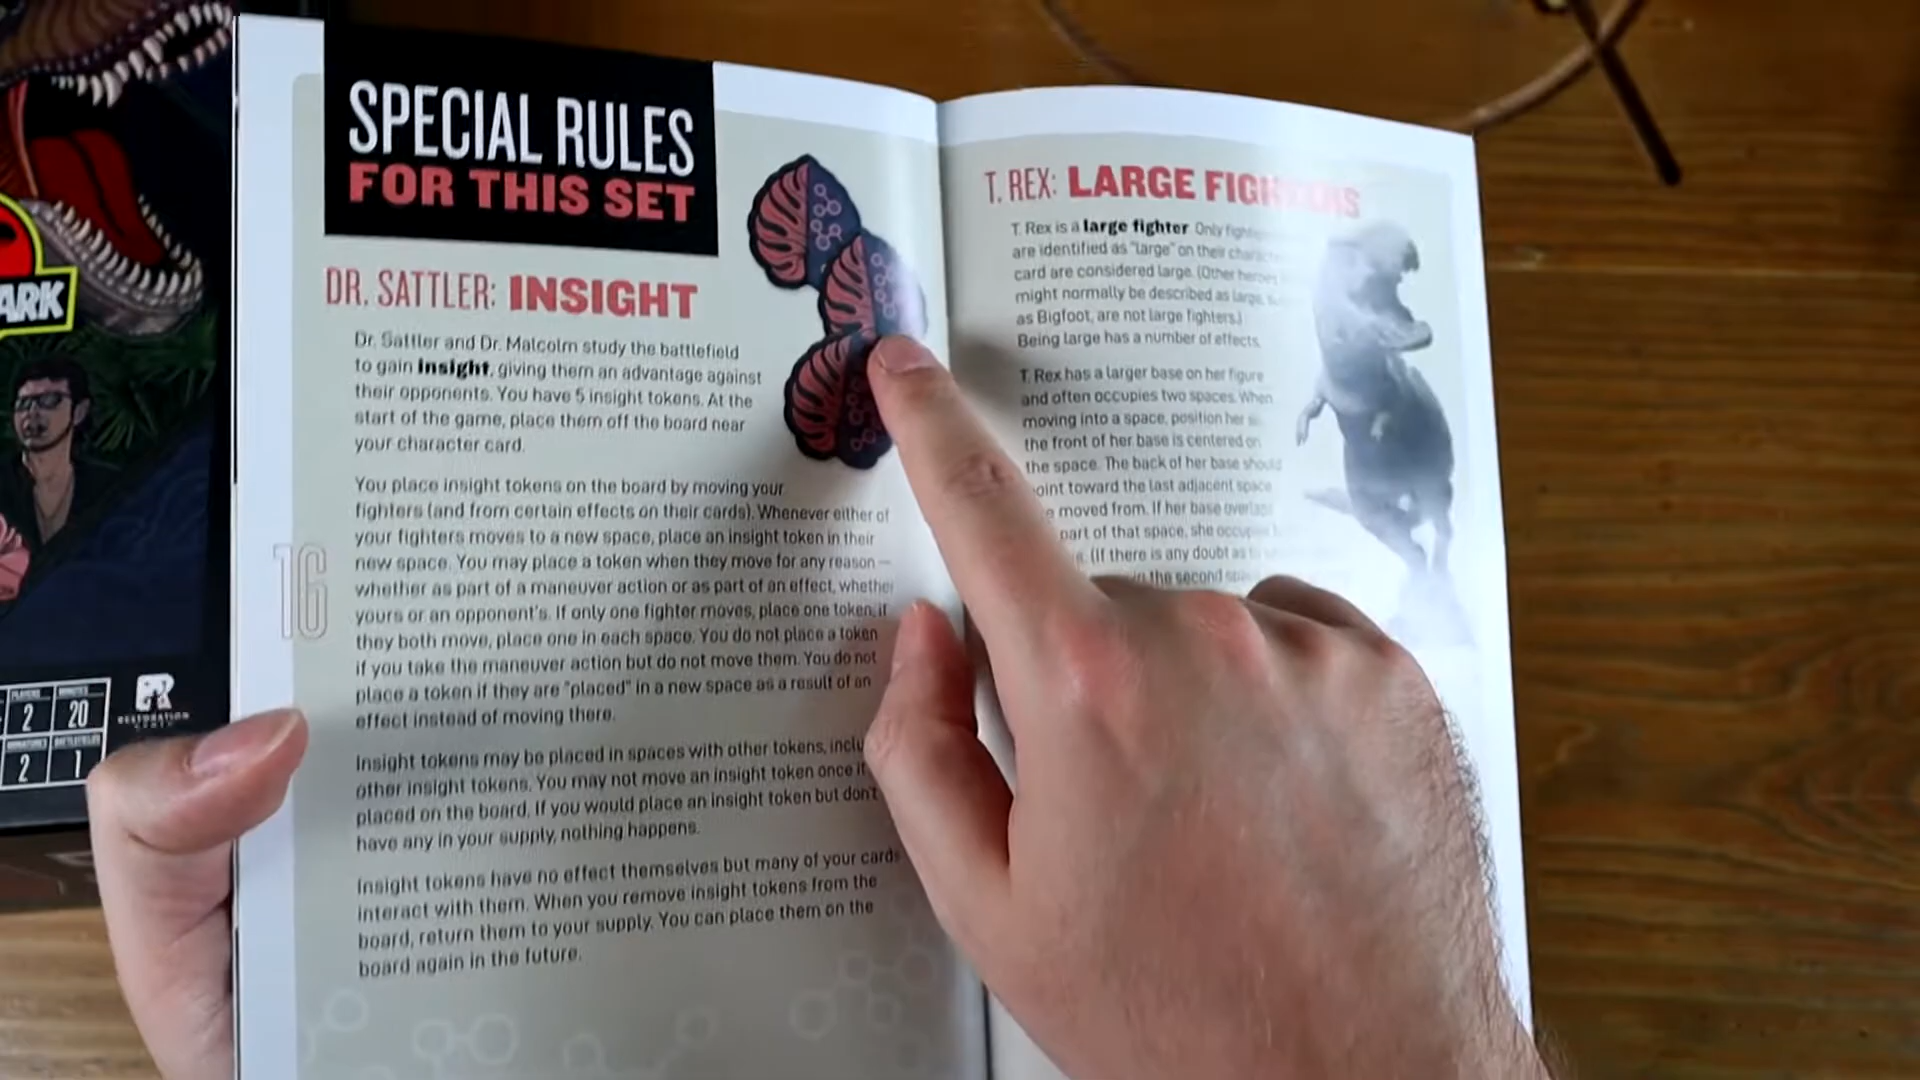 ARK
PLAYERS
MINUTES
2
20
MINIATURES
BATTLEFIELDS
2
1
RESTORATION
GAMES
SPECIAL RULES
FOR THIS SET
DR. SATTLER: INSIGHT
Dr. Sattler and Dr. Malcolm study the battlefield
to gain insight, giving them an advantage against
their opponents. You have 5 insight tokens. At the
start of the game, place them off the board near
your character card.
You place insight tokens on the board by moving your
fighters (and from certain effects on their cards). Whenever either of
your fighters moves to a new space, place an insight token in their
new space. You may place a token when they move for any reason —
whether as part of a maneuver action or as part of an effect, whether
yours or an opponent's. If only one fighter moves, place one token; if
they both move, place one in each space. You do not place a token
if you take the maneuver action but do not move them. You do not
place a token if they are "placed" in a new space as a result of an
effect instead of moving there.
Insight tokens may be placed in spaces with other tokens, inclu
other insight tokens. You may not move an insight token once it
placed on the board. If you would place an insight token but don't
have any in your supply, nothing happens.
Insight tokens have no effect themselves but many of your cards
interact with them. When you remove insight tokens from the
board, return them to your supply. You can place them on the
board again in the future.
16
T. REX: LARGE FIGHTERS
T. Rex is a large fighter. Only
are identified as "large" on their
card are considered large. (Other heroes
might normally be described as large,
as Bigfoot, are not large fighters.)
Being large has a number of effects.
T. Rex has a larger base on her figure
and often occupies two spaces. When
moving into a space, position her
the front of her base is centered on
the space. The back of her base should
oint toward the last adjacent space
moved from. If her base
part of that space, she
(If there is any doubt as
in the second